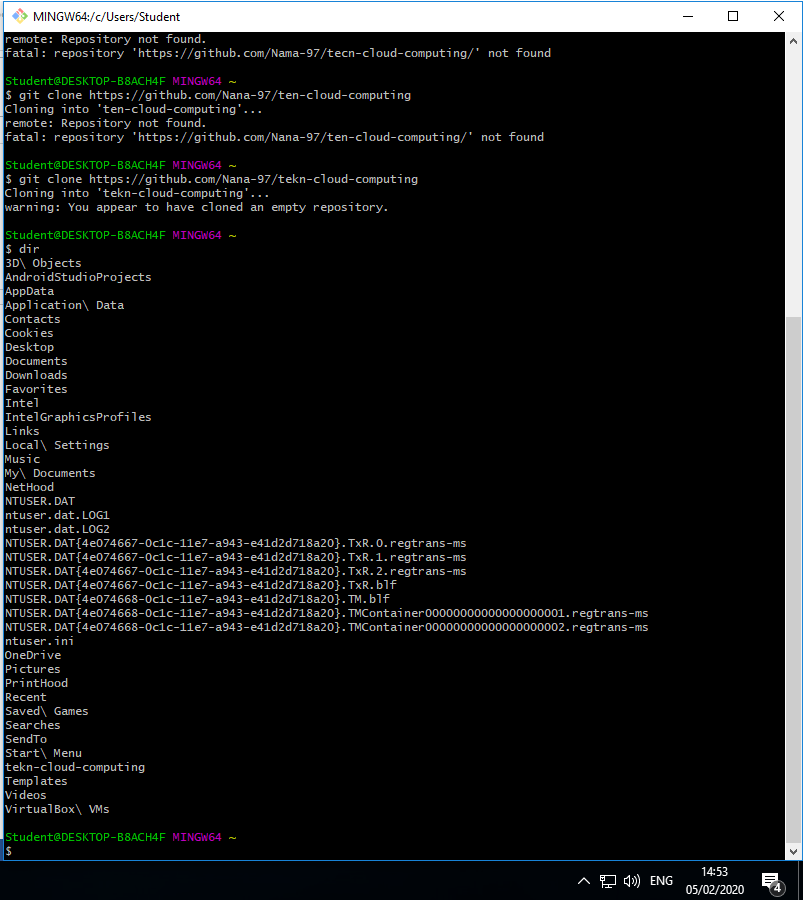 MINGW64:/c/Users/Student
remote: Repository not found.
fatal: repository 'https://github.com/Nama-97/tecn-cloud-computing/' not found
Student@DESKTOP-B8ACH4F MINGW64 ~
$ git clone https://github.com/Nana-97/ten-cloud-computing
Cloning into 'ten-cloud-computing'...
remote: Repository not found.
fatal: repository 'https://github.com/Nana-97/ten-cloud-computing/' not found
Student@DESKTOP-B8ACH4F MINGW64 ~
$ git clone https://github.com/Nana-97/tekn-cloud-computing
Cloning into 'tekn-cloud-computing'...
warning: You appear to have cloned an empty repository.
Student@DESKTOP-B8ACH4F MINGW64 ~
$ dir
3D\ Objects
AndroidStudioProjects
AppData
Application\ Data
Contacts
Cookies
Desktop
Documents
Downloads
Favorites
Intel
IntelGraphicsProfiles
Links
Local\ Settings
Music
My\ Documents
NetHood
NTUSER.DAT
ntuser.dat.LOG1
ntuser.dat.LOG2
NTUSER.DAT{4e074667-0c1c-11e7-a943-e41d2d718a20}.TxR.0.regtrans-ms
NTUSER.DAT{4e074667-0c1c-11e7-a943-e41d2d718a20}.TxR.1.regtrans-ms
NTUSER.DAT{4e074667-0c1c-11e7-a943-e41d2d718a20}.TxR.2.regtrans-ms
NTUSER.DAT{4e074667-0c1c-11e7-a943-e41d2d718a20}.TxR.blf
NTUSER.DAT{4e074668-0c1c-11e7-a943-e41d2d718a20}.TM.blf
NTUSER.DAT{4e074668-0c1c-11e7-a943-e41d2d718a20}.TMContainer00000000000000000001.regtrans-ms
NTUSER.DAT{4e074668-0c1c-11e7-a943-e41d2d718a20}.TMContainer00000000000000000002.regtrans-ms
ntuser.ini
OneDrive
Pictures
PrintHood
Recent
Saved\ Games
Searches
SendTo
Start\ Menu
tekn-cloud-computing
Templates
Videos
VirtualBox\ VMs
Student@DESKTOP-B8ACH4F MINGW64 ~
$
ENG
14:53
05/02/2020
4